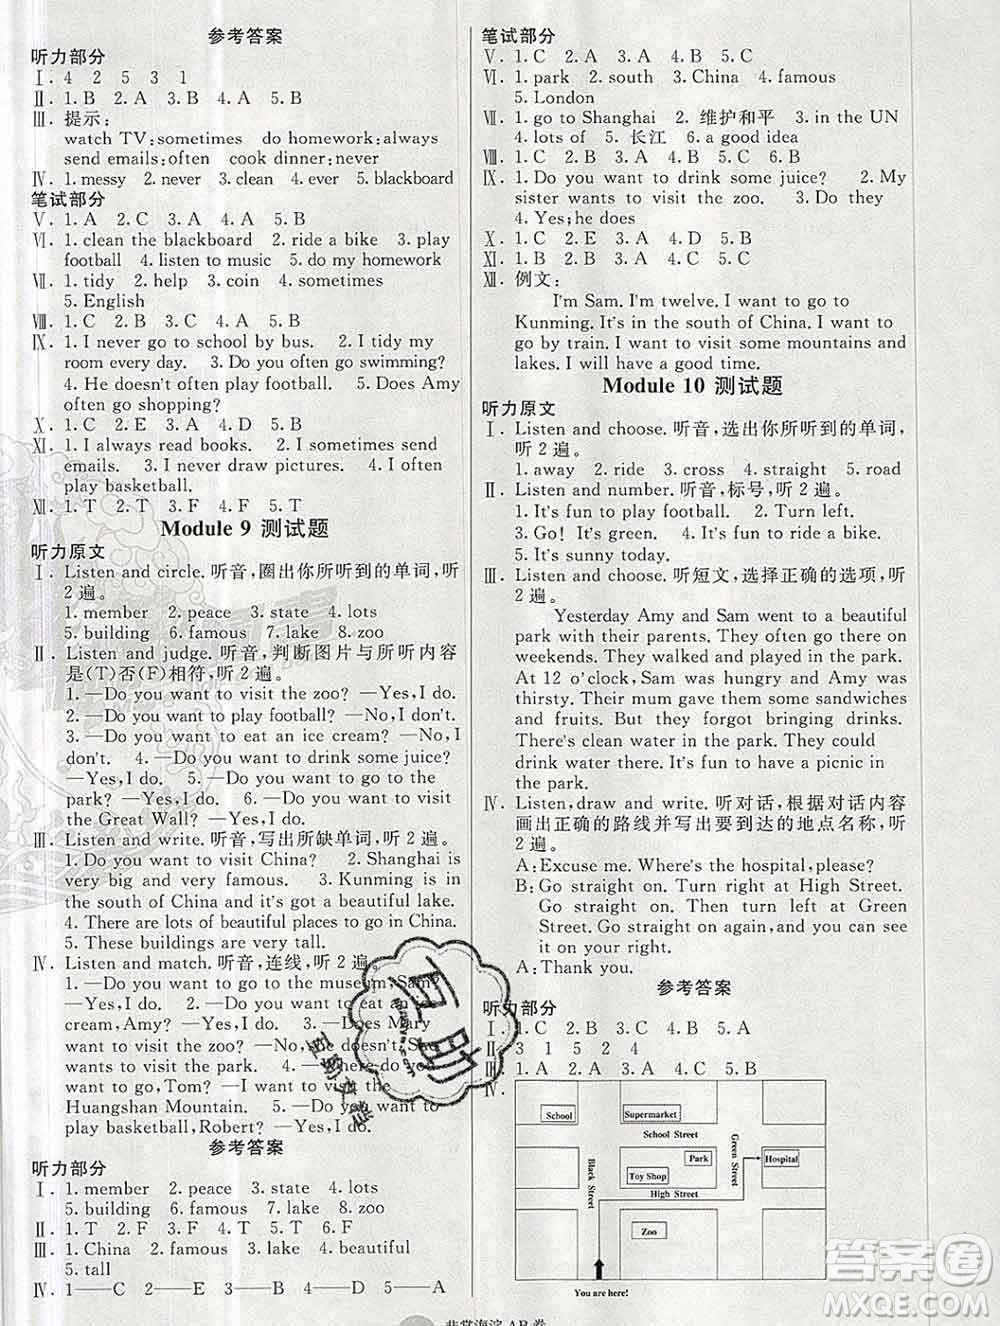 参考答案
听力部分
Ⅰ. 4 2 5 3 1
Ⅱ. 1. B 2. A 3. B 4. A 5. B
Ⅲ. 提示:
watch TV:sometimes do homework:always
send emails:often cook dinner:never
Ⅳ. 1. messy 2. never 3. clean 4. ever 5. blackboard
笔试部分
Ⅴ. 1. A 2. C 3. A 4. A 5. C
Ⅵ. 1. clean the blackboard 2. ride a bike 3. play
football 4. listen to music 5. do my homework
Ⅶ. 1. tidy 2. help 3. coin 4. sometimes
5. English
Ⅷ. 1. C 2. B 3. C 4. A 5. B
Ⅸ. 1. I never go to school by bus. 2. I tidy my
room every day. 3. Do you often go swimming?
4. He doesn't often play football. 5. Does Amy
often go shopping?
Ⅹ. 1. C 2. E 3. A 4. D 5. B
Ⅺ. 1. I always read books. 2. I sometimes send
emails. 3. I never draw pictures. 4. I often
play basketball.
Ⅻ. 1. T 2. T 3. F 4. F 5. T
Module 9 测试题
听力原文
Ⅰ. Listen and circle. 听音,圈出你所听到的单词,听
2遍。
1. member 2. peace 3. state 4. lots
5. building 6. famous 7. lake 8. zoo
Ⅱ. Listen and judge. 听音,判断图片与所听内容
是(T)否(F)相符,听2遍。
1. —Do you want to visit the zoo? —Yes,I do.
2. —Do you want to play football? —No,I don't.
3. —Do you want to eat an ice cream? —No,I
don't. 4. —Do you want to drink some juice?
—Yes,I do. 5. —Do you want to visit
the Great Wall? —Yes,I do.
Ⅲ. Listen and write. 听音,写出所缺单词,听2遍。
1. Do you want to visit China? 2. Shanghai is
very big and very famous. 3. Kunming is in
the south of China and it's got a beautiful lake.
4. There are lots of beautiful places to go in China.
5. These buildings are very tall.
Ⅳ. Listen and match. 听音,连线,听2遍。
1. —Do you want to go to the museum, Sam?
—Yes, I do. 2. —Do you want to eat an ice
cream, Amy? —Yes, I do. 3. —Does Mary
want to go to school? —No, she doesn't. She
wants to visit the park. 4. —Where do you
want to go, Tom? —I want to visit the
Huangshan Mountain. 5. —Do you want to
play basketball, Robert? —Yes, I do.
参考答案
听力部分
Ⅰ. 1. member 2. peace 3. state 4. lots
5. building 6. famous 7. lake 8. zoo
Ⅱ. 1. T 2. F 3. F 4. T 5. T
Ⅲ. 1. China 2. famous 3. lake 4. beautiful
5. tall
Ⅳ. 1——C 2——E 3——B 4——D 5——A
笔试部分
Ⅴ. 1. C 2. A 3. A 4. B 5. C
Ⅵ. 1. park 2. south 3. China 4. famous
5. London
Ⅶ. 1. go to Shanghai 2. 维护和平 3. in the UN
4. lots of 5. 长江 6. a good idea
Ⅷ. 1. C 2. B 3. A 4. C 5. B 6. B
Ⅸ. 1. Do you want to drink some juice? 2. My
sister wants to visit the zoo. 3. Do they
4. Yes;he does
Ⅹ. 1. C 2. E 3. A 4. D 5. B
Ⅺ. 1. B 2. B 3. C 4. A 5. C
Ⅻ. 例文:
I'm Sam. I'm twelve. I want to go to
Kunming. It's in the south of China. I want to
go by train. I want to visit some mountains and
lakes. I will have a good time.
Module 10 测试题
听力原文
Ⅰ. Listen and choose. 听音,选出你所听到的单词,
听2遍。
1. away 2. ride 3. cross 4. straight 5. road
Ⅱ. Listen and number. 听音,标号,听2遍。
1. It's fun to play football. 2. Turn left.
3. Go! It's green. 4. It's fun to ride a bike.
5. It's sunny today.
Ⅲ. Listen and choose. 听短文,选择正确的选项,听
2遍。
Yesterday Amy and Sam went to a beautiful
park with their parents. They often go there on
weekends. They walked and played in the park.
At 12 o'clock, Sam was hungry and Amy was
thirsty. Their mum gave them some sandwiches
and fruits. But they forgot bringing drinks.
There's clean water in the park. They could
drink water there. It's fun to have a picnic in
the park.
Ⅳ. Listen,draw and write. 听对话,根据对话内容
画出正确的路线并写出要到达的地点名称,听
2遍。
A:Excuse me. Where's the hospital,please?
B:Go straight on. Turn right at High Street.
Go straight on. Then turn left at Green
Street. Go straight on again,and you can see
it on your right.
A:Thank you.
参考答案
听力部分
Ⅰ. 1. C 2. C 3. B 4. B 5. A
Ⅱ. 3 1 5 2 4
Ⅲ. 1. A 2. A 3. C 4. A 5. B
Ⅳ.
School
Supermarket
School Street
Black Street
Park
Toy Shop
Green Street
Hospital
High Street
Zoo
You are here!
非常海淀 AB卷
互助
答案圈
MXQE.COM